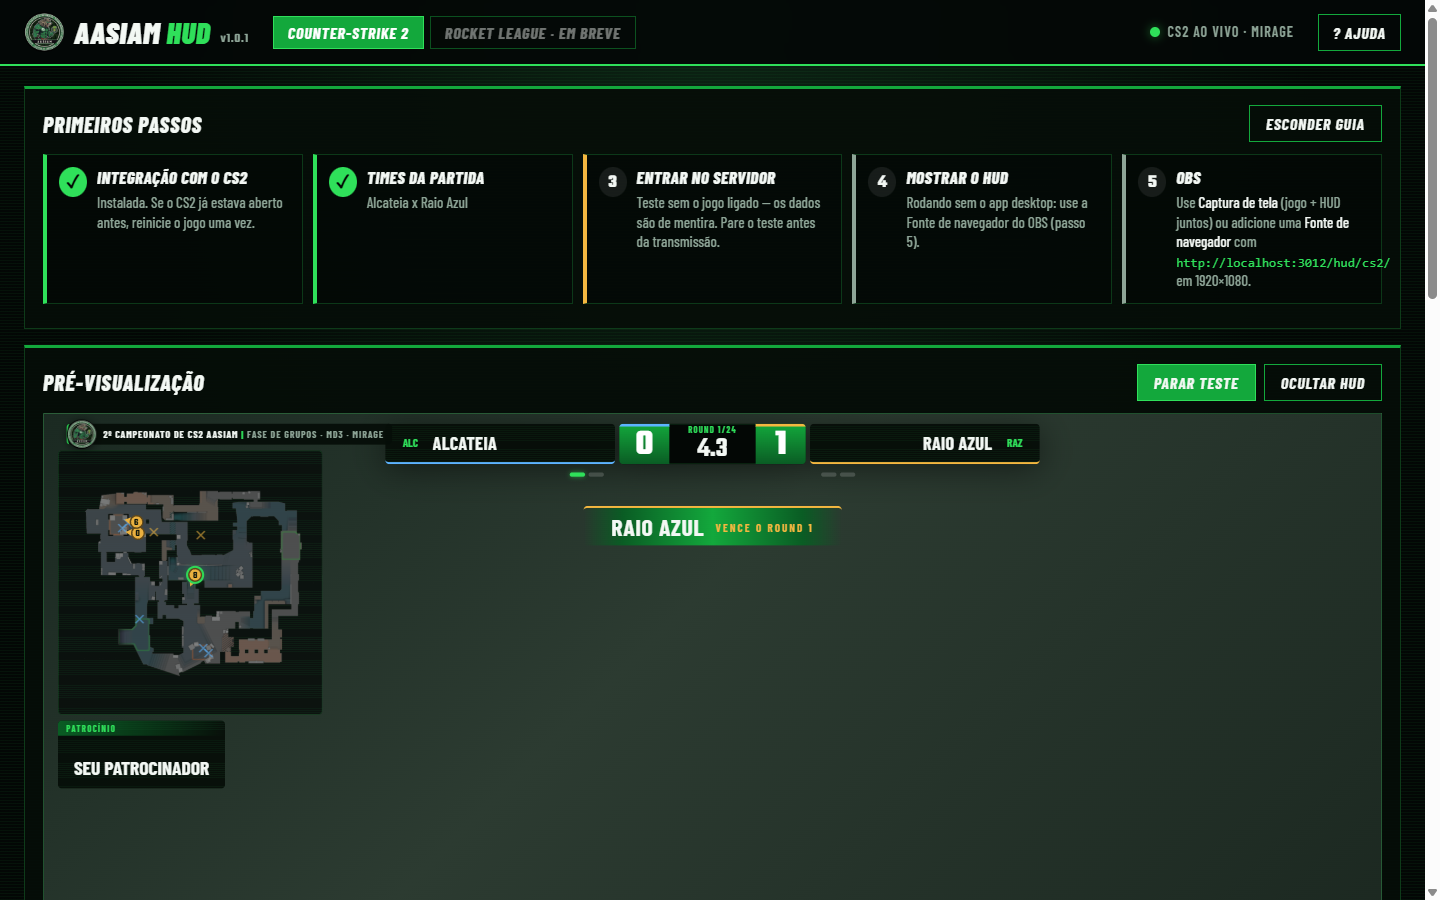 AASIAM HUD v1.0.1
COUNTER-STRIKE 2
ROCKET LEAGUE - EM BREVE
CS2 AO VIVO · MIRAGE
? AJUDA
PRIMEIROS PASSOS
ESCONDER GUIA
INTEGRAÇÃO COM O CS2
Instalada. Se o CS2 já estava aberto
antes, reinicie o jogo uma vez.
TIMES DA PARTIDA
Alcateia x Raio Azul
3
ENTRAR NO SERVIDOR
Teste sem o jogo ligado — os dados
são de mentira. Pare o teste antes
da transmissão.
4
MOSTRAR O HUD
Rodando sem o app desktop: use a
Fonte de navegador do OBS (passo
5).
5
OBS
Use Captura de tela (jogo + HUD
juntos) ou adicione uma Fonte de
navegador com
http://localhost:3012/hud/cs2/
em 1920×1080.
PRÉ-VISUALIZAÇÃO
PARAR TESTE
OCULTAR HUD
2º CAMPEONATO DE CS2 AASIAM | FASE DE GRUPOS · MD3 · MIRAGE
ALC ALCATEIA
0
ROUND 1/24
4.3
1
RAIO AZUL RAZ
RAIO AZUL VENCE O ROUND 1
6
8
8
PATROCÍNIO
SEU PATROCINADOR